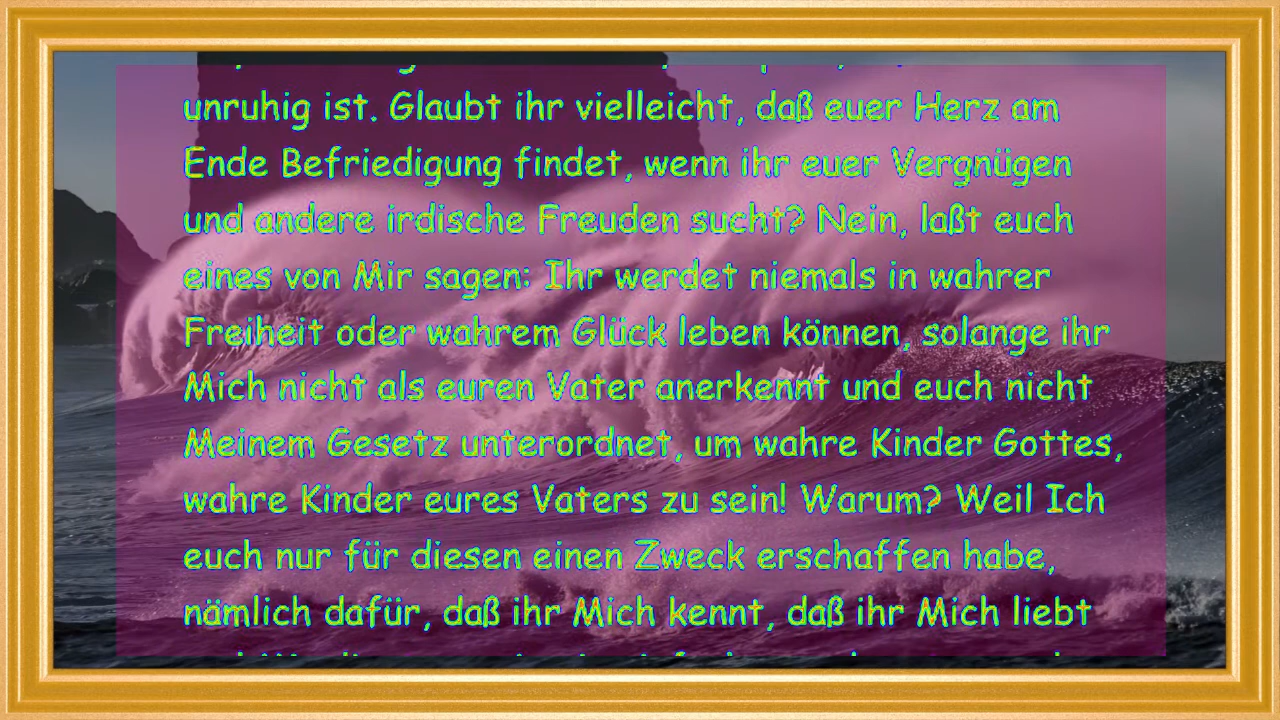 unruhig ist. Glaubt ihr vielleicht, daß euer Herz am
Ende Befriedigung findet, wenn ihr euer Vergnügen
und andere irdische Freuden sucht? Nein, laßt euch
eines von Mir sagen: Ihr werdet niemals in wahrer
Freiheit oder wahrem Glück leben können, solange ihr
Mich nicht als euren Vater anerkennt und euch nicht
Meinem Gesetz unterordnet, um wahre Kinder Gottes,
wahre Kinder eures Vaters zu sein! Warum? Weil Ich
euch nur für diesen einen Zweck erschaffen habe,
nämlich dafür, daß ihr Mich kennt, daß ihr Mich liebt